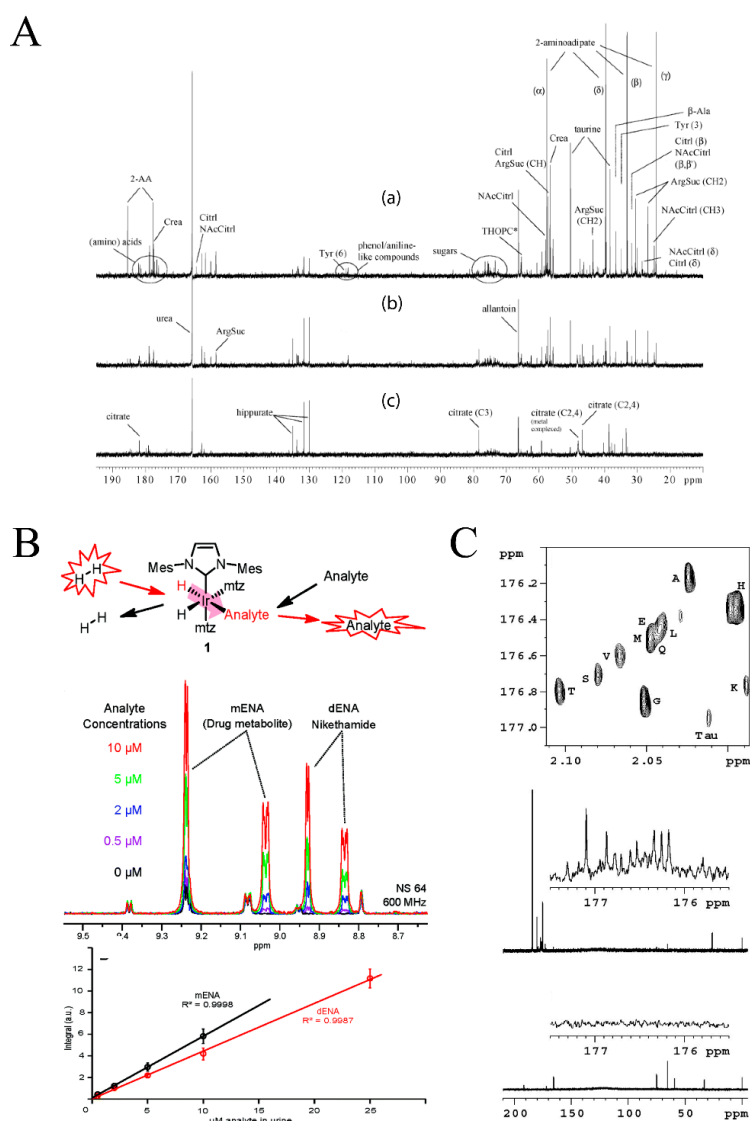 A
2-aminoadipate
(α)
(δ)
(β)
(γ)
β-Ala
Tyr (3)
Crea
taurine
Citrl (β)
NAcCitrl
(β,β')
Citrl
ArgSuc (CH)
ArgSuc (CH2)
2-AA
(a)
NAcCitrl
ArgSuc
(CH2)
NAcCitrl (CH3)
Crea
Citrl
NAcCitrl
(amino) acids
Tyr (6)
phenol/aniline-
like compounds
sugars
THOPC*
NAcCitrl (δ)
Citrl (δ)
(b)
urea
ArgSuc
allantoin
(c)
citrate
hippurate
citrate (C3)
citrate (C2,4)
(metal
complexed)
citrate (C2,4)
190 180 170 160 150 140 130 120 110 100 90 80 70 60 50 40 30 20 [ppm]
B
H-H
Mes
N
N
Mes
H
mtz
Ir
H
Analyte
mtz
1
H-H
Analyte
Analyte
Analyte
Concentrations
10 μM
5 μM
2 μM
0.5 μM
0 μM
mENA
(Drug metabolite)
dENA
Nikethamide
NS 64
600 MHz
9.5 9.4 9.3 9.2 9.1 9.0 8.9 8.8 8.7
ppm
Integral (a.u.)
12
10
8
6
4
2
0
mENA
R² = 0.9998
dENA
R² = 0.9987
0 5 10 15 20 25
μM analyte in urine
C
ppm
176.2
176.4
176.6
176.8
177.0
A
H
E
M
L
Q
V
S
T
G
K
Tau
2.10 2.05 ppm
177 176 ppm
177 176 ppm
210 150 100 50 ppm